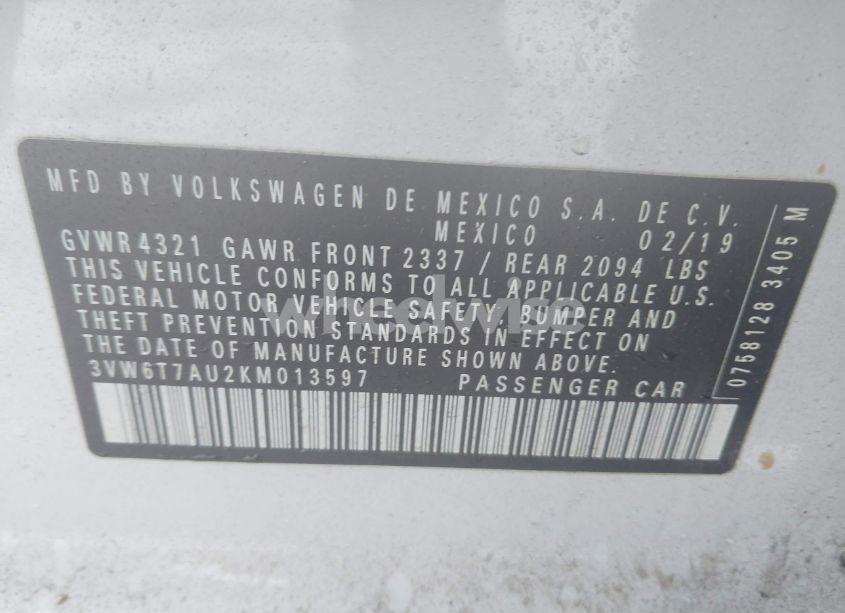 MFD BY VOLKSWAGEN DE MEXICO S.A. DE C.V.
MEXICO 02/19
GVWR 4321 GAWR FRONT 2337 / REAR 2094 LBS
THIS VEHICLE CONFORMS TO ALL APPLICABLE U.S.
FEDERAL MOTOR VEHICLE SAFETY, BUMPER AND
THEFT PREVENTION STANDARDS IN EFFECT ON
THE DATE OF MANUFACTURE SHOWN ABOVE.
3VW6T7AU2KM013597 PASSENGER CAR
0758128 3405 M
wheelwise